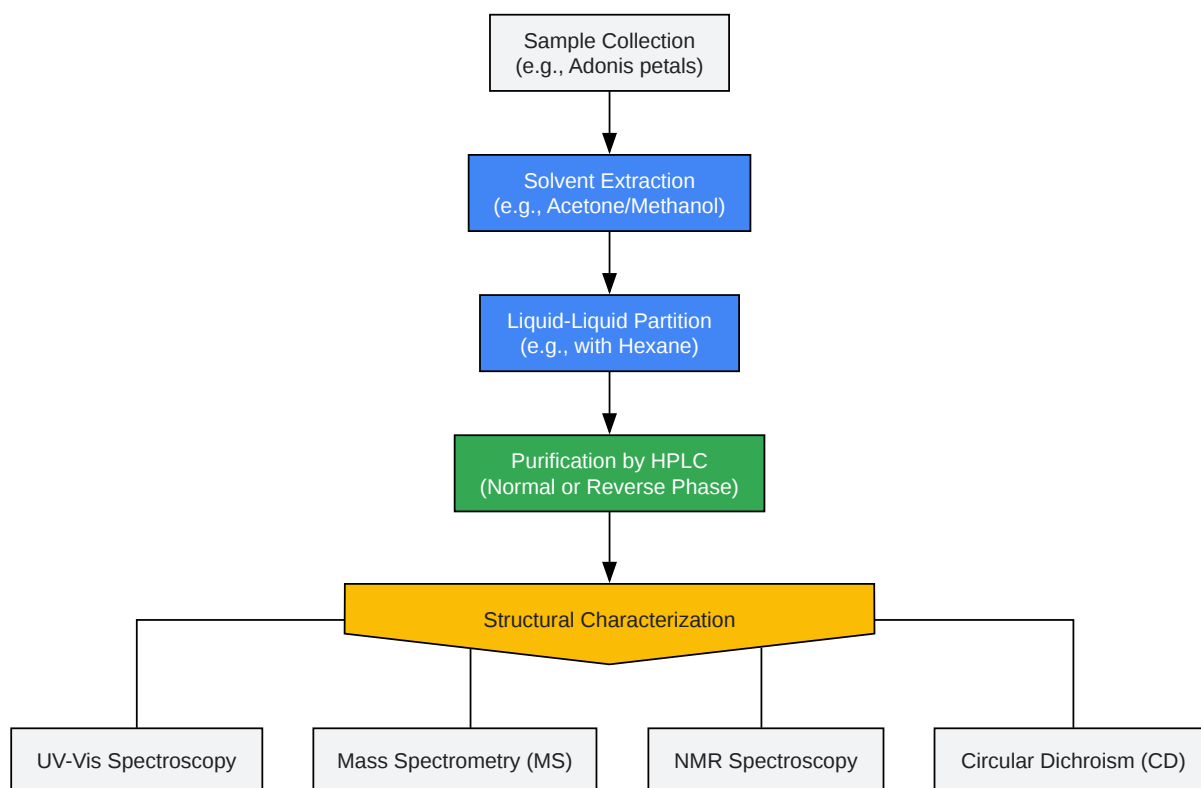 Sample Collection
(e.g., Adonis petals)
Solvent Extraction
(e.g., Acetone/Methanol)
Liquid-Liquid Partition
(e.g., with Hexane)
Purification by HPLC
(Normal or Reverse Phase)
Structural Characterization
UV-Vis Spectroscopy
Mass Spectrometry (MS)
NMR Spectroscopy
Circular Dichroism (CD)